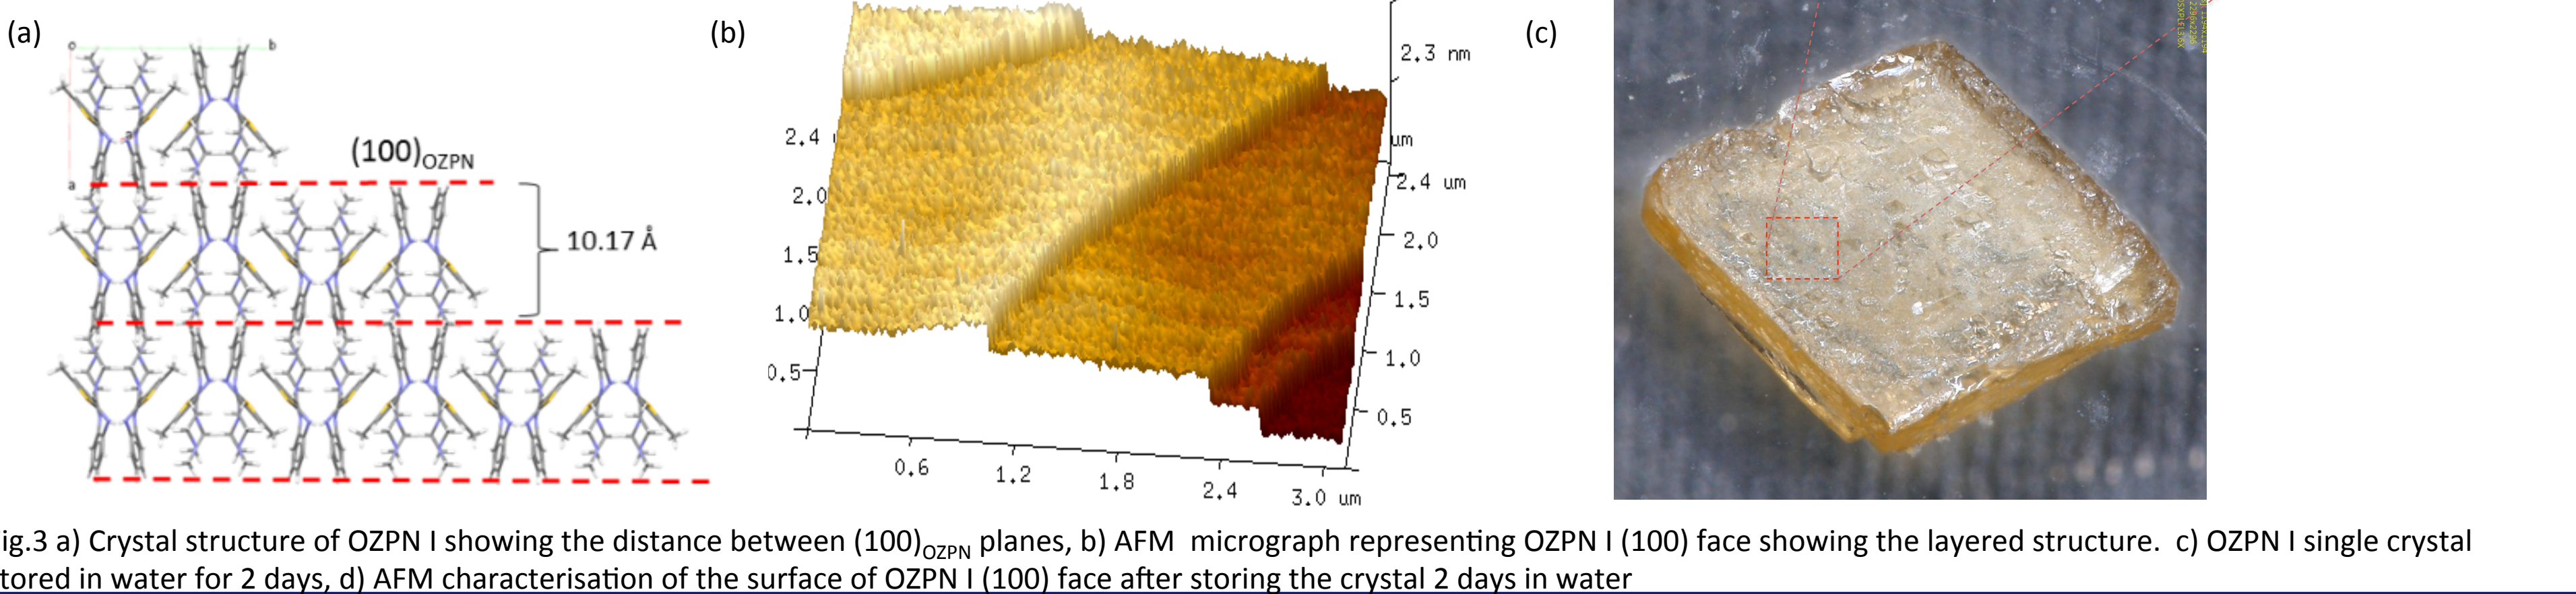 (a)
(b)
(c)
o
b
a
a
(100)OZPN
10.17 Å
2.3 nm
um
2.4 um
2.0
1.5
1.0
0.5
2.4
2.0
1.5
1.0
0.5
0.6
1.2
1.8
2.4
3.0 um
2296x2296
ig.3 a) Crystal structure of OZPN I showing the distance between (100)OZPN planes, b) AFM micrograph representing OZPN I (100) face showing the layered structure. c) OZPN I single crystal
tored in water for 2 days, d) AFM characterisation of the surface of OZPN I (100) face after storing the crystal 2 days in water